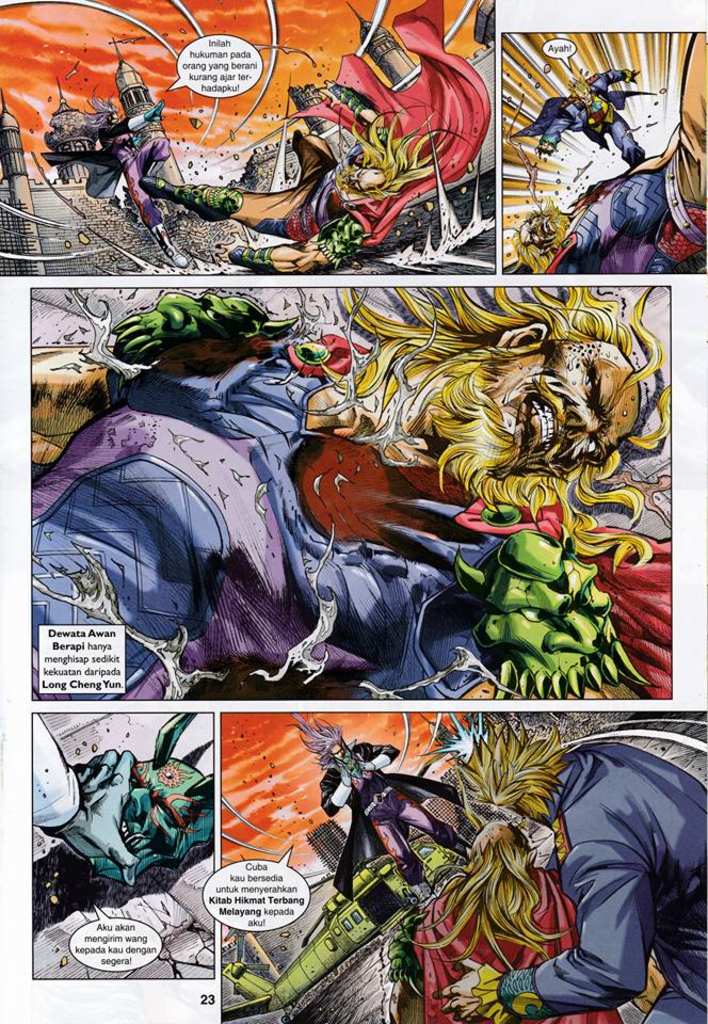 Inilah
hukuman pada
orang yang berani
kurang ajar ter-
hadapku!
Ayah!
Dewata Awan
Berapi hanya
menghisap sedikit
kekuatan daripada
Long Cheng Yun.
Aku akan
mengirim wang
kepada kau dengan
segera!
Cuba
kau bersedia
untuk menyerahkan
Kitab Hikmat Terbang
Melayang kepada
aku!
23